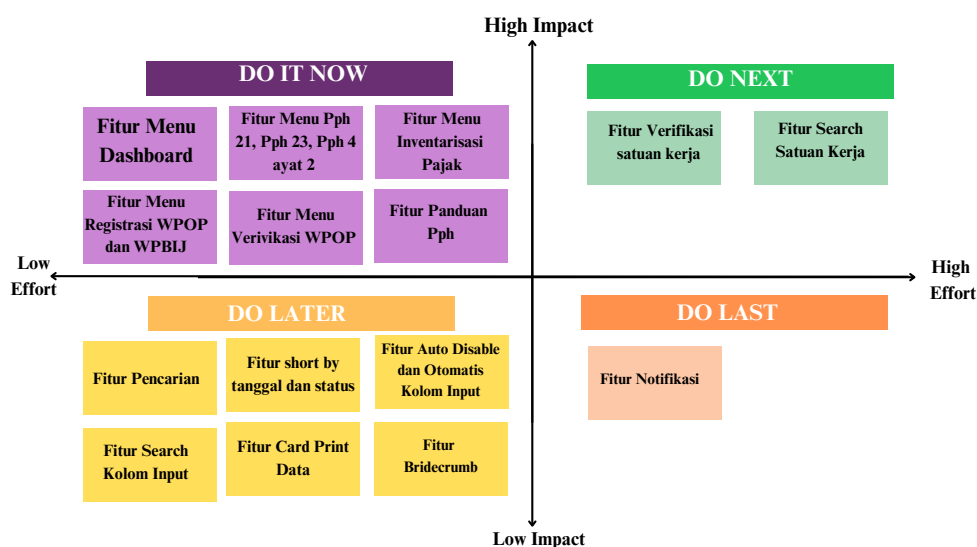 High Impact
DO IT NOW
Fitur Menu
Dashboard
Fitur Menu Pph
21, Pph 23, Pph 4
ayat 2
Fitur Menu
Inventarisasi
Pajak
Fitur Menu
Registrasi WPOP
dan WPBIJ
Fitur Menu
Verivikasi WPOP
Fitur Panduan
Pph
DO NEXT
Fitur Verifikasi
satuan kerja
Fitur Search
Satuan Kerja
Low
Effort
High
Effort
DO LATER
Fitur Pencarian
Fitur short by
tanggal dan status
Fitur Auto Disable
dan Otomatis
Kolom Input
Fitur Search
Kolom Input
Fitur Card Print
Data
Fitur
Bridecrumb
DO LAST
Fitur Notifikasi
Low Impact